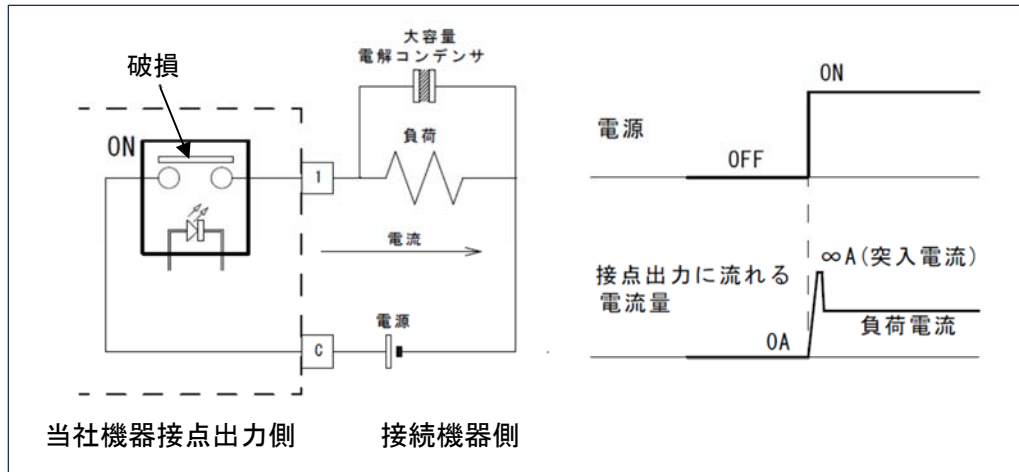 大容量
電解コンデンサ
破損
ON
負荷
1
電流
電源
C
当社機器接点出力側
接続機器側
ON
電源
OFF
∞A(突入電流)
接点出力に流れる
電流量
負荷電流
0A